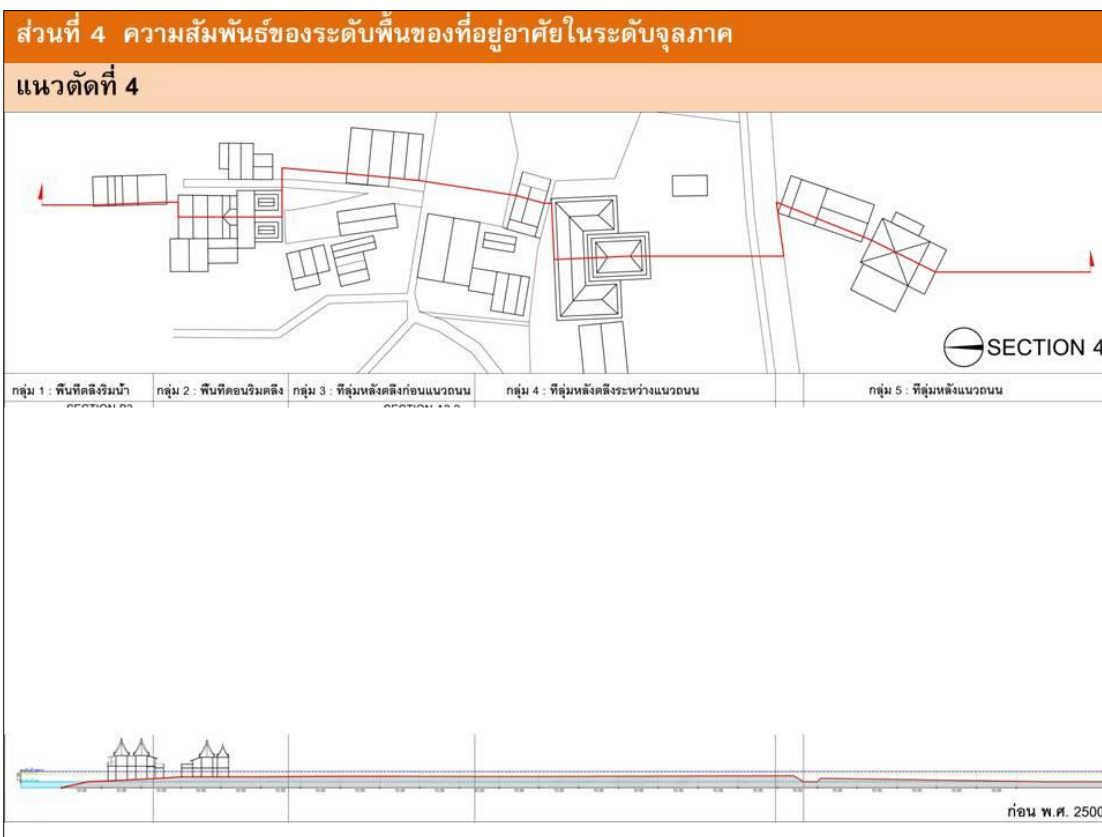 ส่วนที่ 4 ความสัมพันธ์ของระดับพื้นของที่อยู่อาศัยในระดับจุลภาค
แนวตัดที่ 4
SECTION 4
กลุ่ม 1 : พื้นที่ตลิ่งริมน้ำ
กลุ่ม 2 : พื้นที่ดอนริมตลิ่ง
กลุ่ม 3 : ที่ลุ่มหลังตลิ่งก่อนแนวถนน
กลุ่ม 4 : ที่ลุ่มหลังตลิ่งระหว่างแนวถนน
กลุ่ม 5 : ที่ลุ่มหลังแนวถนน
ก่อน พ.ศ. 2500